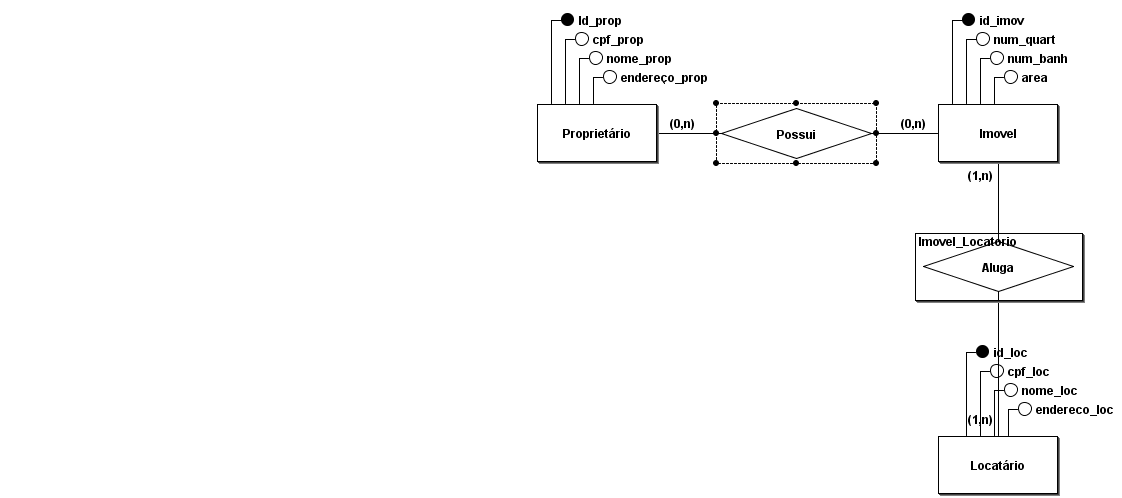 Id_prop
cpf_prop
nome_prop
endereço_prop
id_imov
num_quart
num_banh
area
Proprietário
(0,n)
Possui
(0,n)
Imovel
(1,n)
Imovel_Locatório
Aluga
id_loc
cpf_loc
nome_loc
endereco_loc
(1,n)
Locatário